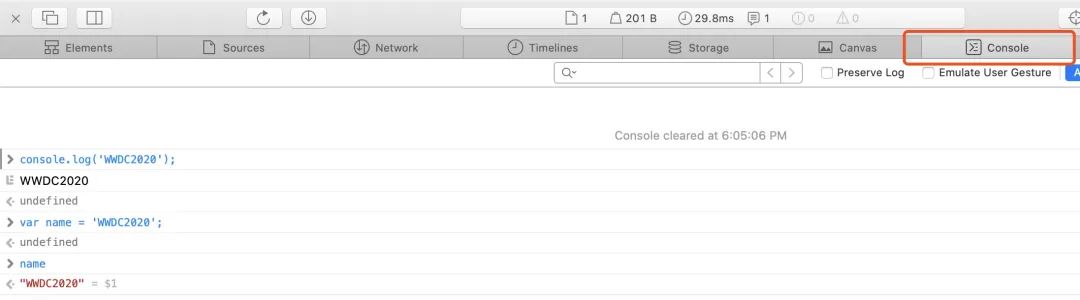 1 201 B 29.8ms 1 0 0
Elements Sources Network Timelines Storage Canvas Console
Preserve Log Emulate User Gesture A
Console cleared at 6:05:06 PM
console.log('WWDC2020');
WWDC2020
undefined
var name = 'WWDC2020';
undefined
name
"WWDC2020" = $1